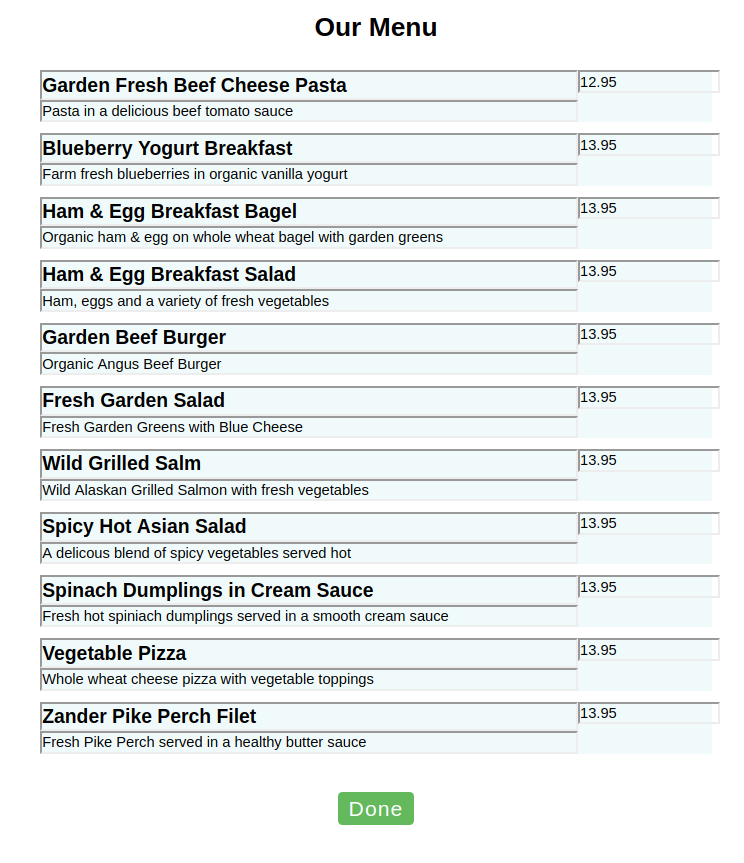 Our Menu
Garden Fresh Beef Cheese Pasta 12.95
Pasta in a delicious beef tomato sauce
Blueberry Yogurt Breakfast 13.95
Farm fresh blueberries in organic vanilla yogurt
Ham & Egg Breakfast Bagel 13.95
Organic ham & egg on whole wheat bagel with garden greens
Ham & Egg Breakfast Salad 13.95
Ham, eggs and a variety of fresh vegetables
Garden Beef Burger 13.95
Organic Angus Beef Burger
Fresh Garden Salad 13.95
Fresh Garden Greens with Blue Cheese
Wild Grilled Salm 13.95
Wild Alaskan Grilled Salmon with fresh vegetables
Spicy Hot Asian Salad 13.95
A delicous blend of spicy vegetables served hot
Spinach Dumplings in Cream Sauce 13.95
Fresh hot spiniach dumplings served in a smooth cream sauce
Vegetable Pizza 13.95
Whole wheat cheese pizza with vegetable toppings
Zander Pike Perch Filet 13.95
Fresh Pike Perch served in a healthy butter sauce
Done